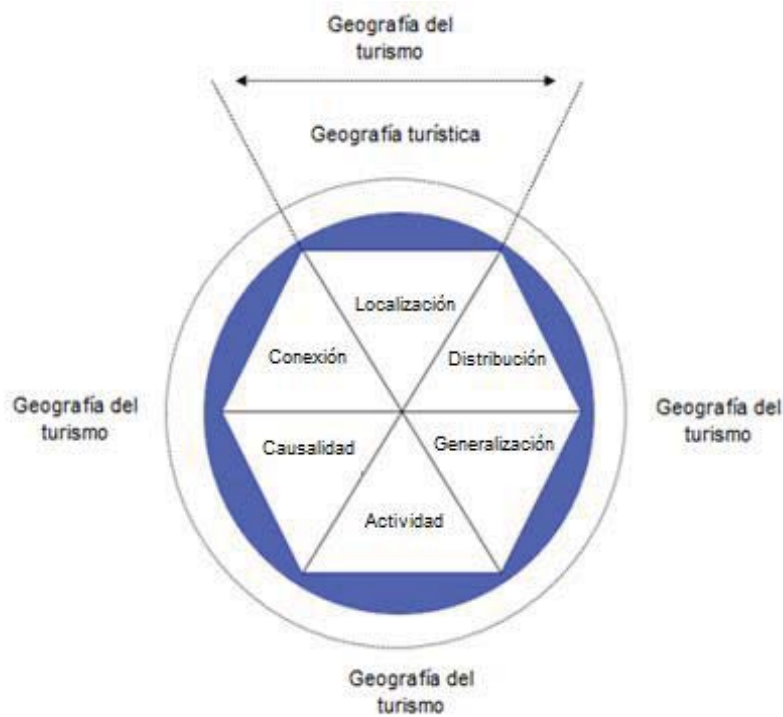 Geografía del
turismo
Geografía turística
Localización
Conexión
Distribución
Geografía del
turismo
Geografía del
turismo
Causalidad
Generalización
Actividad
Geografía del
turismo